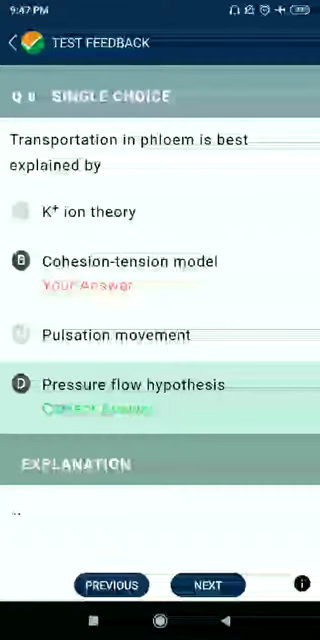 9:47 PM
TEST FEEDBACK
SINGLE CHOICE
Transportation in phloem is best
explained by
K⁺ ion theory
B Cohesion-tension model
Your Answer
Pulsation movement
D Pressure flow hypothesis
Correct Answer
EXPLANATION
..
PREVIOUS NEXT